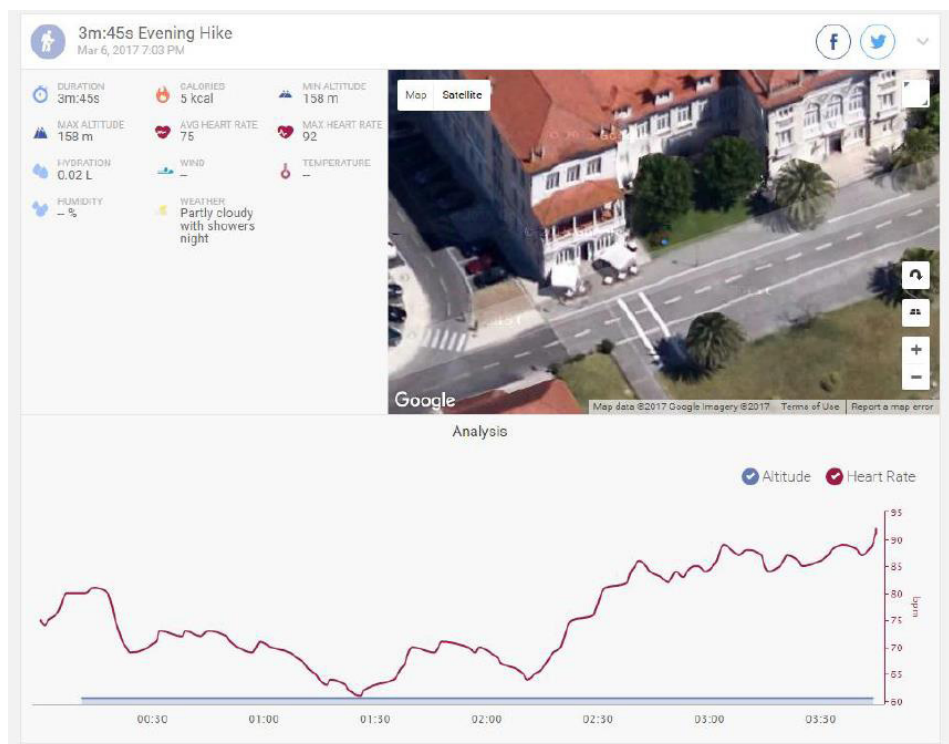 3m:45s Evening Hike
Mar 6, 2017 7:03 PM
DURATION
3m:45s
CALORIES
5 kcal
MIN ALTITUDE
158 m
MAX ALTITUDE
158 m
AVG HEART RATE
75
MAX HEART RATE
92
HYDRATION
0.02 L
WIND
--
TEMPERATURE
--
HUMIDITY
-- %
WEATHER
Partly cloudy
with showers
night
Map Satellite
Google
Map data ©2017 Google Imagery ©2017 Terms of Use Report a map error
Analysis
Altitude Heart Rate
95
90
85
80
75
70
65
60
bpm
00:30 01:00 01:30 02:00 02:30 03:00 03:30